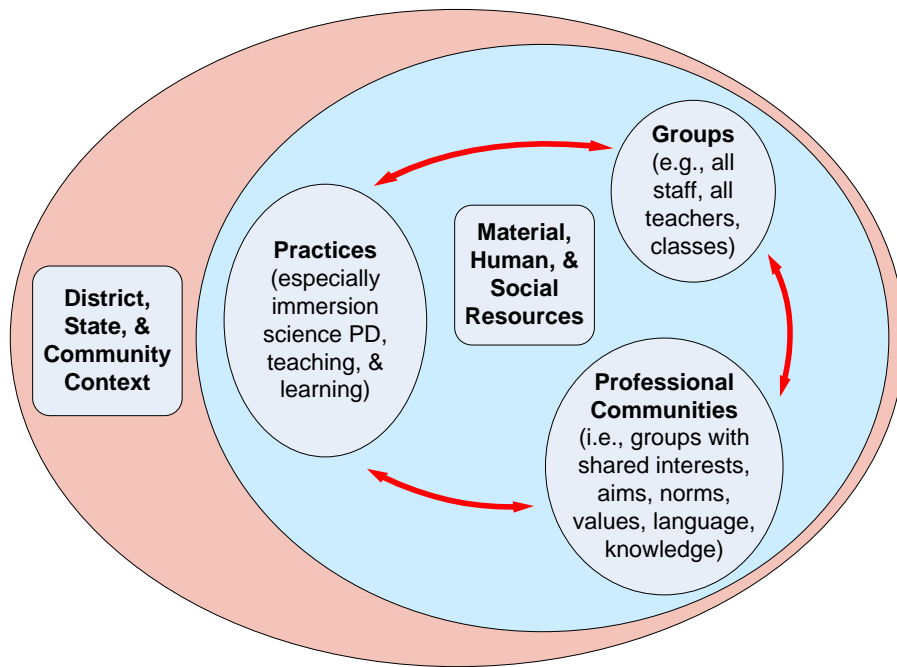 Groups
(e.g., all
staff, all
teachers,
classes)
Practices
(especially
immersion
science PD,
teaching, &
learning)
Material,
Human, &
Social
Resources
District,
State, &
Community
Context
Professional
Communities
(i.e., groups with
shared interests,
aims, norms,
values, language,
knowledge)